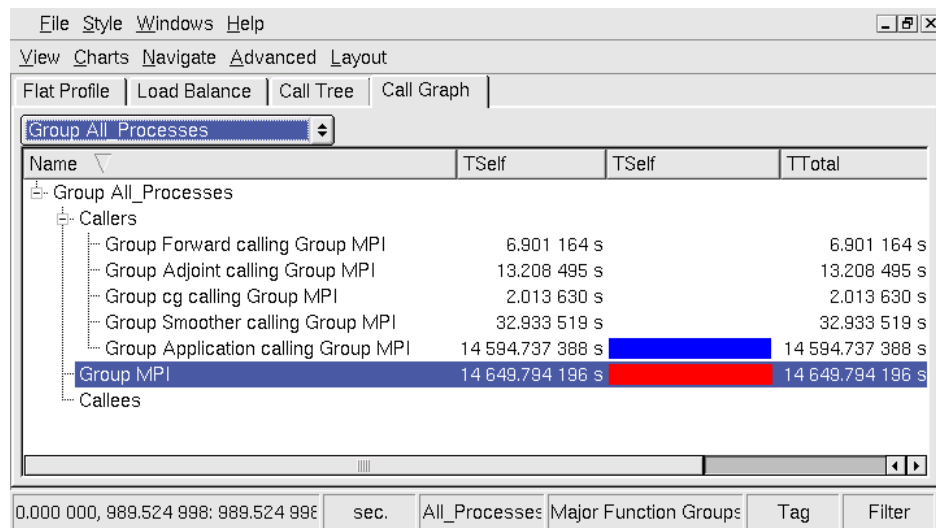 File Style Windows Help
View Charts Navigate Advanced Layout
Flat Profile Load Balance Call Tree Call Graph
Group All_Processes
Name TSelf TSelf TTotal
Group All_Processes
Callers
Group Forward calling Group MPI 6.901 164 s 6.901 164 s
Group Adjoint calling Group MPI 13.208 495 s 13.208 495 s
Group cg calling Group MPI 2.013 630 s 2.013 630 s
Group Smoother calling Group MPI 32.933 519 s 32.933 519 s
Group Application calling Group MPI 14 594.737 388 s 14 594.737 388 s
Group MPI 14 649.794 196 s 14 649.794 196 s
Callees
0.000 000, 989.524 998: 989.524 998 sec. All_Processes Major Function Groups Tag Filter